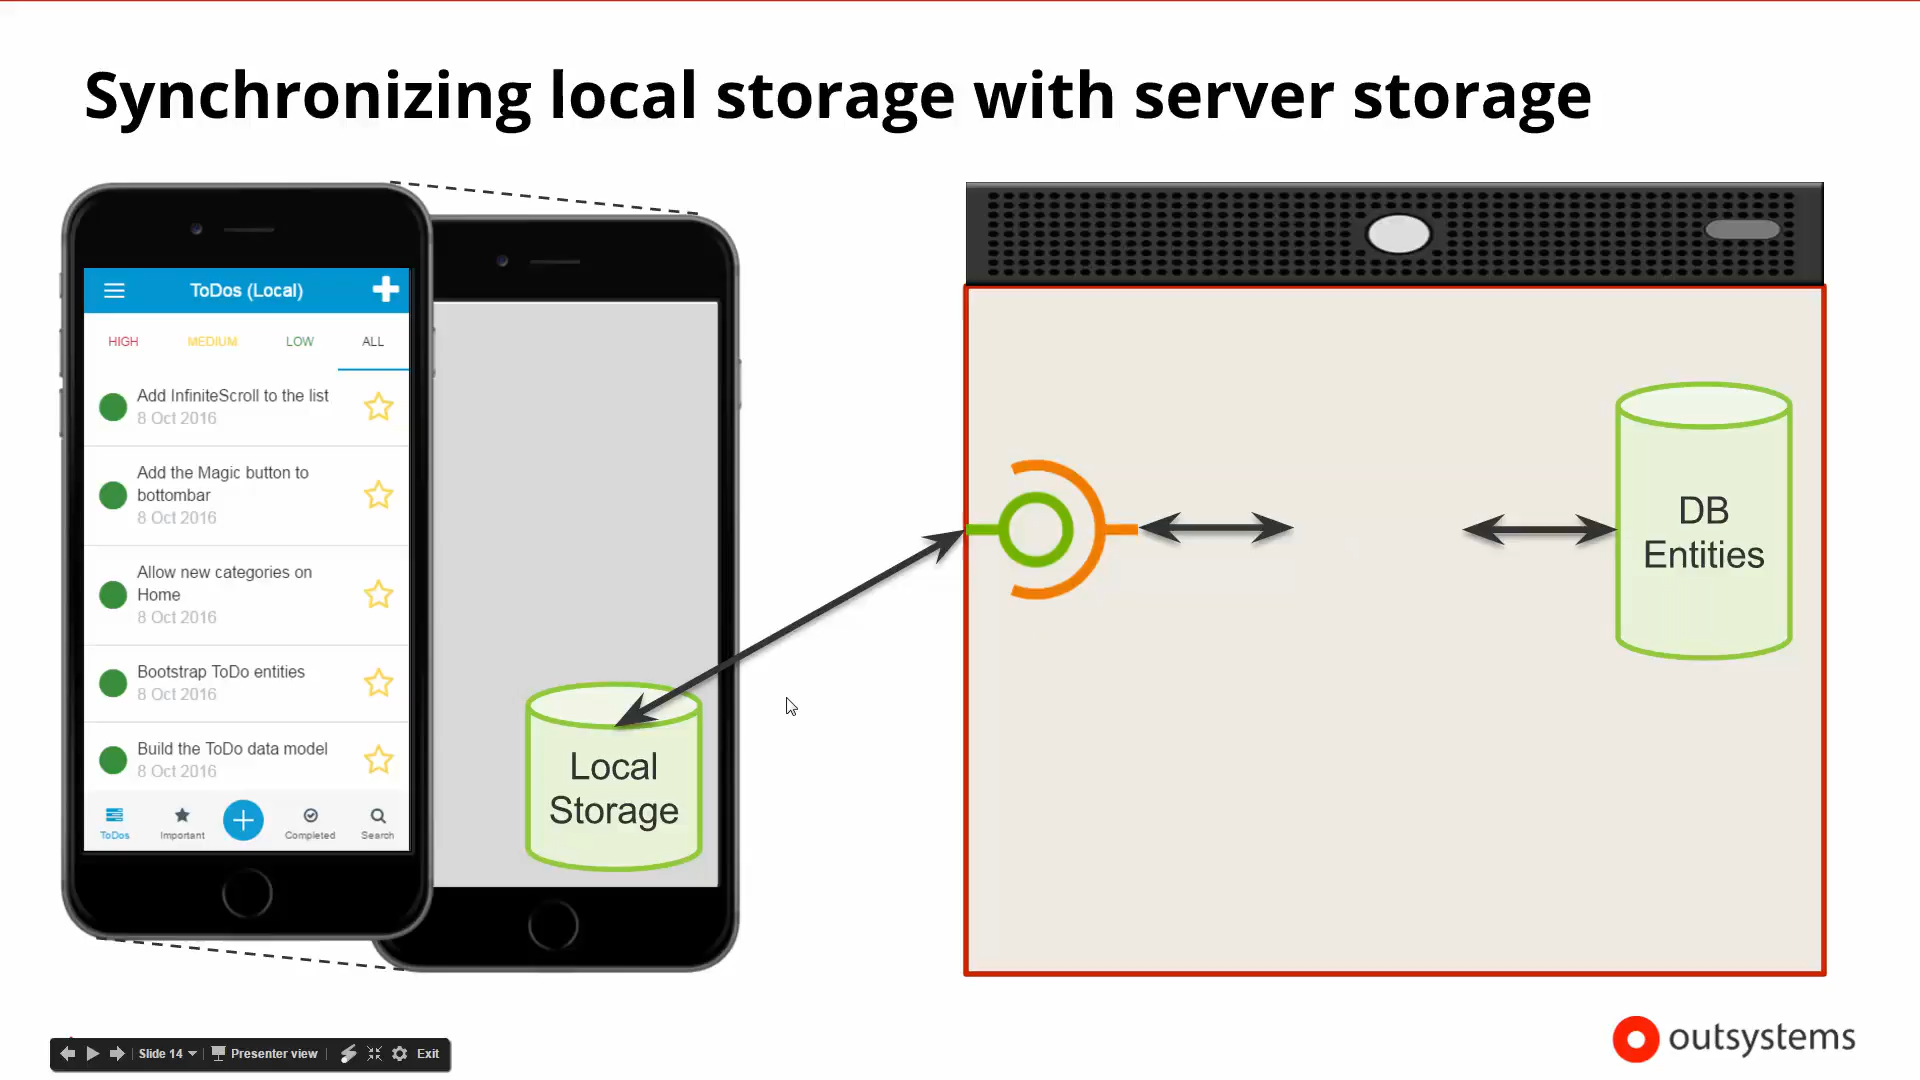 Synchronizing local storage with server storage
ToDos (Local)
HIGH MEDIUM LOW ALL
Add InfiniteScroll to the list
8 Oct 2016
Add the Magic button to
bottombar
8 Oct 2016
Allow new categories on
Home
8 Oct 2016
Bootstrap ToDo entities
8 Oct 2016
Build the ToDo data model
8 Oct 2016
ToDos Important Completed Search
Local
Storage
DB
Entities
Slide 14 Presenter view Exit
outsystems